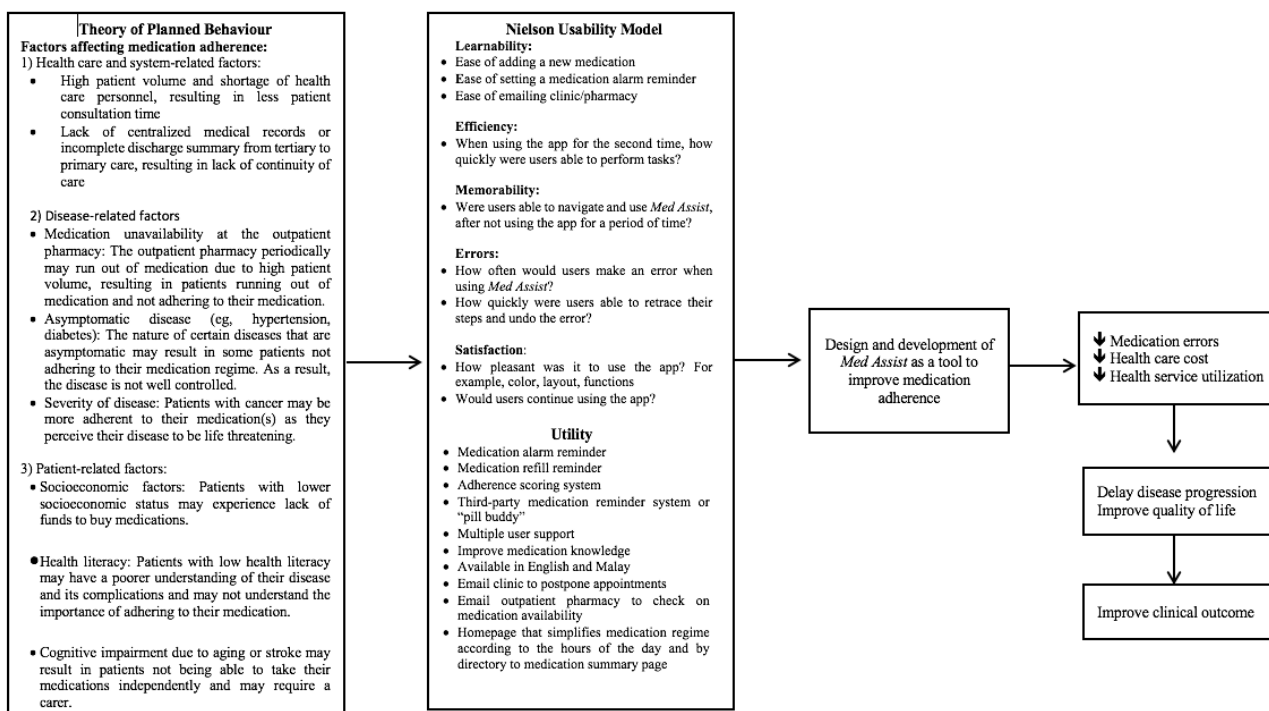 Theory of Planned Behaviour
Factors affecting medication adherence:
1) Health care and system-related factors:
• High patient volume and shortage of health
care personnel, resulting in less patient
consultation time
• Lack of centralized medical records or
incomplete discharge summary from tertiary to
primary care, resulting in lack of continuity of
care
2) Disease-related factors
• Medication unavailability at the outpatient
pharmacy: The outpatient pharmacy periodically
may run out of medication due to high patient
volume, resulting in patients running out of
medication and not adhering to their medication.
• Asymptomatic disease (eg, hypertension,
diabetes): The nature of certain diseases that are
asymptomatic may result in some patients not
adhering to their medication regime. As a result,
the disease is not well controlled.
• Severity of disease: Patients with cancer may be
more adherent to their medication(s) as they
perceive their disease to be life threatening.
3) Patient-related factors:
• Socioeconomic factors: Patients with lower
socioeconomic status may experience lack of
funds to buy medications.
• Health literacy: Patients with low health literacy
may have a poorer understanding of their disease
and its complications and may not understand the
importance of adhering to their medication.
• Cognitive impairment due to aging or stroke may
result in patients not being able to take their
medications independently and may require a
carer.
Nielson Usability Model
Learnability:
• Ease of adding a new medication
• Ease of setting a medication alarm reminder
• Ease of emailing clinic/pharmacy
Efficiency:
• When using the app for the second time, how
quickly were users able to perform tasks?
Memorability:
• Were users able to navigate and use Med Assist,
after not using the app for a period of time?
Errors:
• How often would users make an error when
using Med Assist?
• How quickly were users able to retrace their
steps and undo the error?
Satisfaction:
• How pleasant was it to use the app? For
example, color, layout, functions
• Would users continue using the app?
Utility
• Medication alarm reminder
• Medication refill reminder
• Adherence scoring system
• Third-party medication reminder system or
“pill buddy”
• Multiple user support
• Improve medication knowledge
• Available in English and Malay
• Email clinic to postpone appointments
• Email outpatient pharmacy to check on
medication availability
• Homepage that simplifies medication regime
according to the hours of the day and by
directory to medication summary page
Design and development of
Med Assist as a tool to
improve medication
adherence
🡇 Medication errors
🡇 Health care cost
🡇 Health service utilization
Delay disease progression
Improve quality of life
Improve clinical outcome